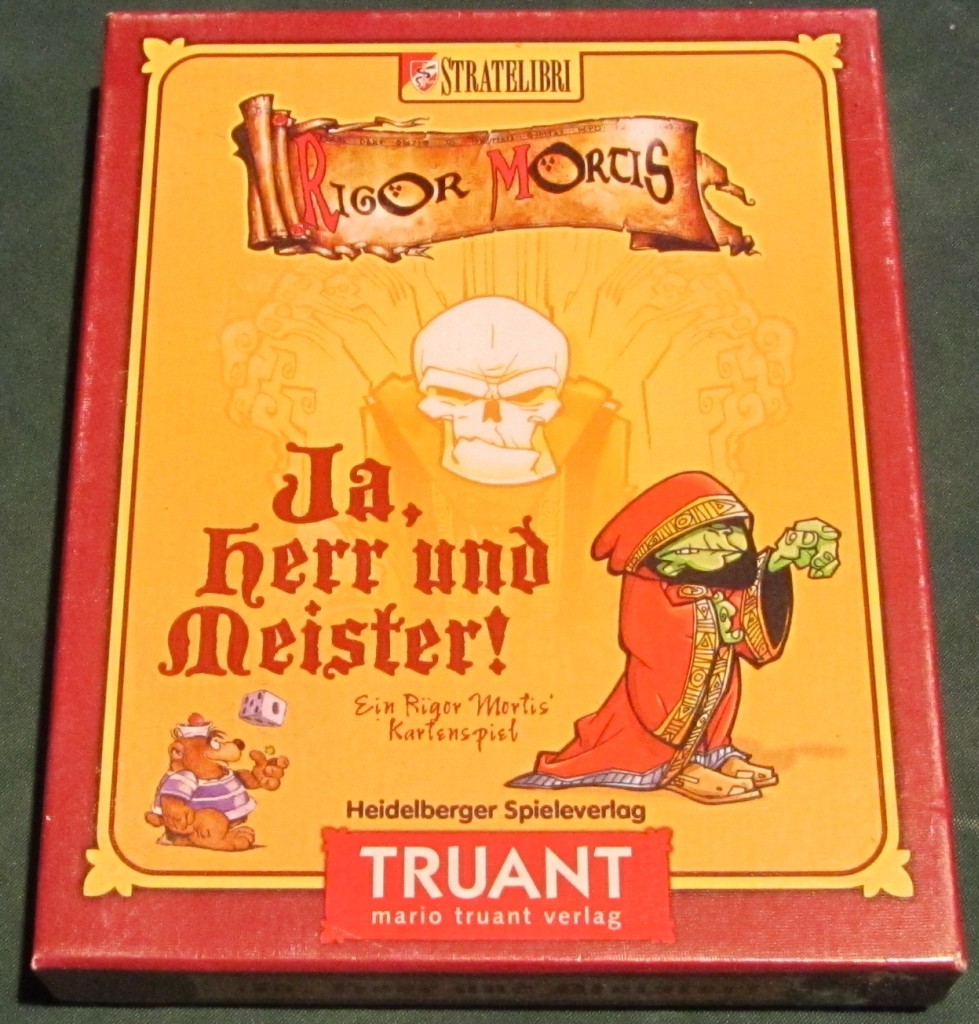 STRATELIBRI
RIGOR MORTIS
Ja,
Herr und
Meister!
Ein Rigor Mortis
Kartenspiel
Heidelberger Spieleverlag
TRUANT
mario truant verlag